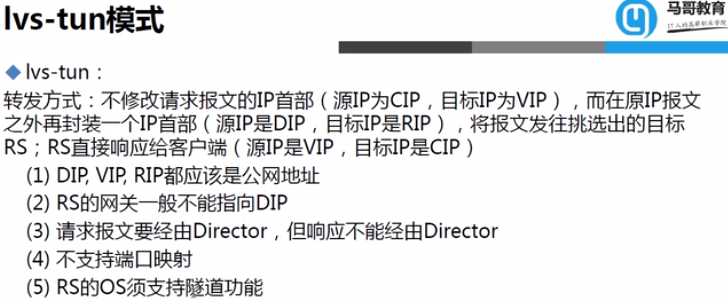 lvs-tun模式
马哥教育
IT人的高薪职业学院
lvs-tun：
转发方式：不修改请求报文的IP首部（源IP为CIP，目标IP为VIP），而在原IP报文
之外再封装一个IP首部（源IP是DIP，目标IP是RIP），将报文发往挑选出的目标
RS；RS直接响应给客户端（源IP是VIP，目标IP是CIP）
(1) DIP, VIP, RIP都应该是公网地址
(2) RS的网关一般不能指向DIP
(3) 请求报文要经由Director，但响应不能经由Director
(4) 不支持端口映射
(5) RS的OS须支持隧道功能